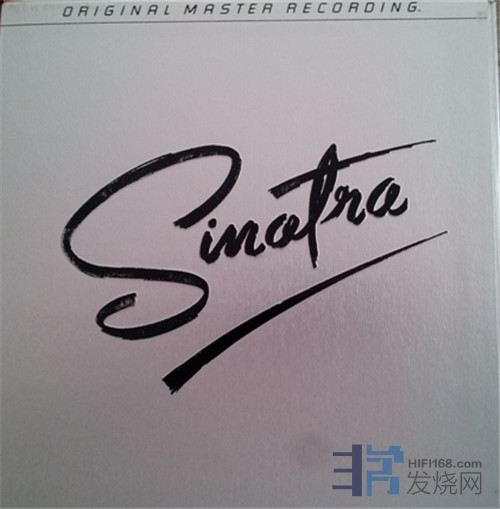 ORIGINAL MASTER RECORDING
Sinatra
HIFI168.com
发烧网